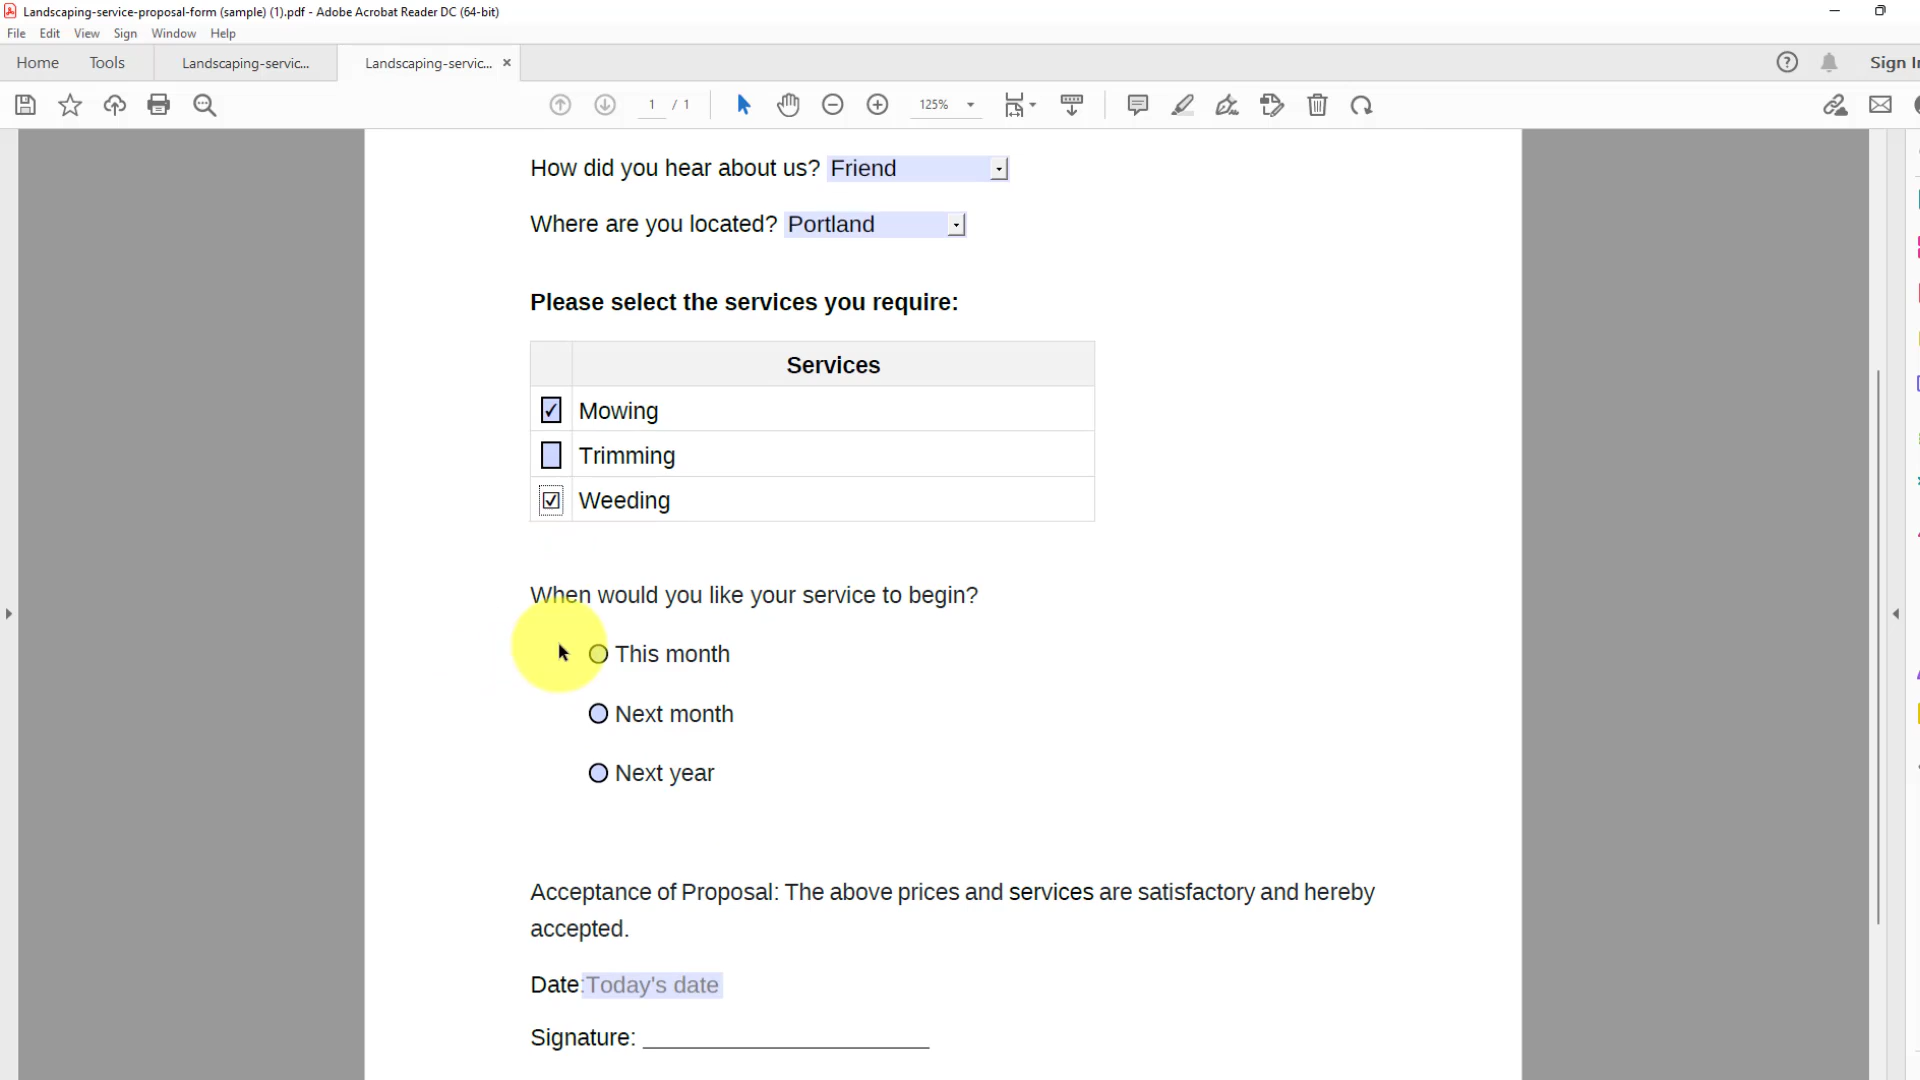 Landscaping-service-proposal-form (sample) (1).pdf - Adobe Acrobat Reader DC (64-bit)
File Edit View Sign Window Help
Home Tools Landscaping-servic... Landscaping-servic... Sign
1 / 1 125%
How did you hear about us? Friend
Where are you located? Portland
Please select the services you require:
Services
Mowing
Trimming
Weeding
When would you like your service to begin?
This month
Next month
Next year
Acceptance of Proposal: The above prices and services are satisfactory and hereby
accepted.
Date: Today's date
Signature: